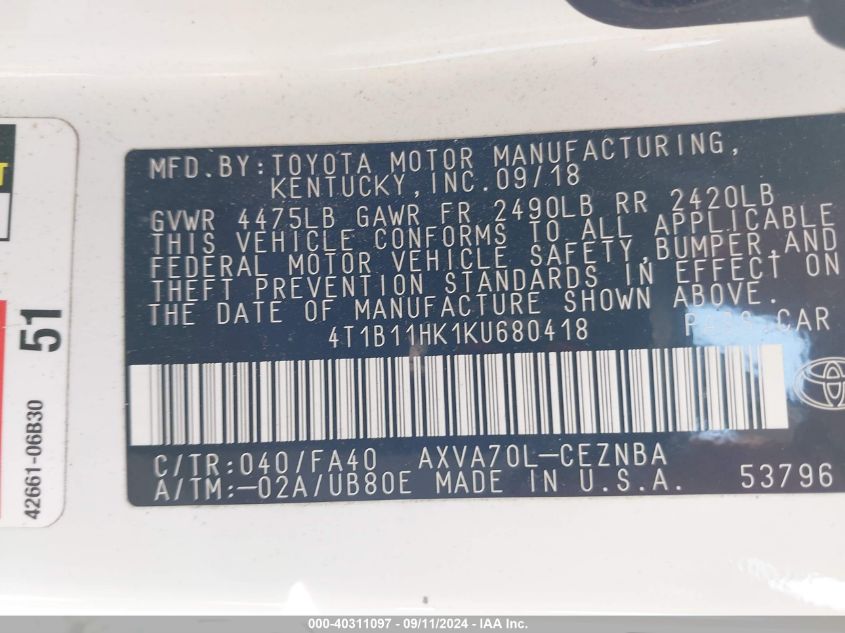 MFD.BY:TOYOTA MOTOR MANUFACTURING,
KENTUCKY,INC.09/18
GVWR 4475LB GAWR FR 2490LB RR 2420LB
THIS VEHICLE CONFORMS TO ALL APPLICABLE
FEDERAL MOTOR VEHICLE SAFETY,BUMPER,AND
THEFT PREVENTION STANDARDS IN EFFECT ON
THE DATE OF MANUFACTURE SHOWN ABOVE.
4T1B11HK1KU680418 PASS.CAR
C/TR:040/FA40 AXVA70L-CEZNBA
A/TM:-02A/UB80E MADE IN U.S.A. 53796
51
42661-06B30
©-2000-40311097 - 09/11/2024 - IAA Inc.